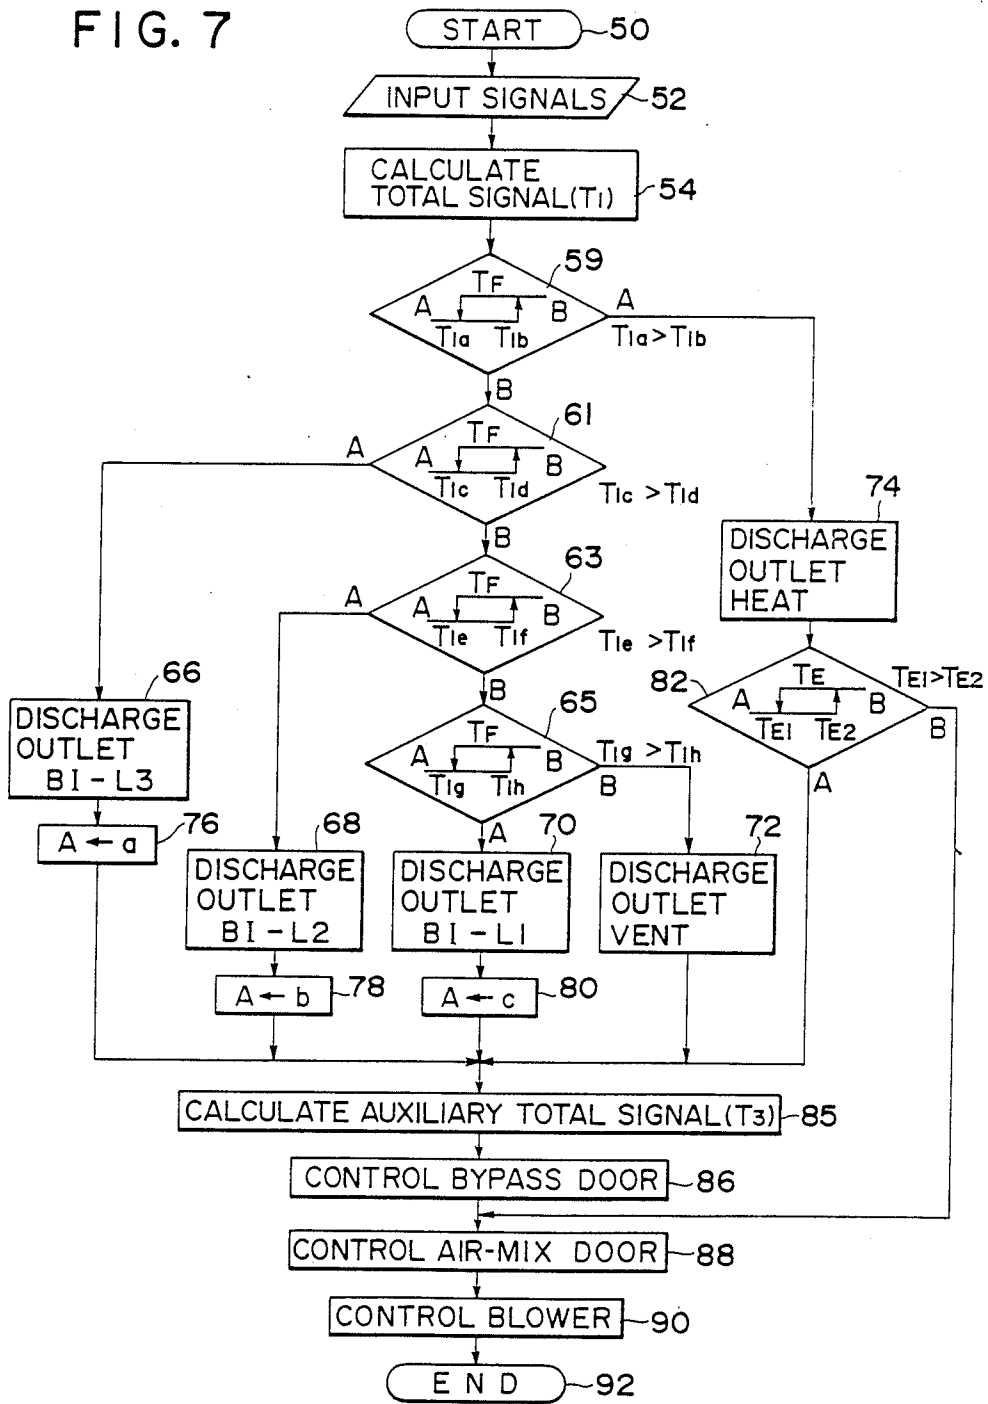 FIG. 7
START
50
INPUT SIGNALS
52
CALCULATE
TOTAL SIGNAL(T1)
54
59
TF
A
B
T1a
T1b
A
T1a>T1b
B
61
TF
A
B
T1c
T1d
A
T1c >T1d
B
63
TF
A
B
T1e
T1f
A
T1e >T1f
B
65
TF
A
B
T1g
T1h
T1g >T1h
B
A
74
DISCHARGE
OUTLET
HEAT
82
TE
A
B
TE1
TE2
TE1>TE2
B
A
66
DISCHARGE
OUTLET
BI-L3
76
A ← a
68
DISCHARGE
OUTLET
BI-L2
78
A ← b
70
DISCHARGE
OUTLET
BI-L1
80
A ← c
72
DISCHARGE
OUTLET
VENT
CALCULATE AUXILIARY TOTAL SIGNAL(T3)
85
CONTROL BYPASS DOOR
86
CONTROL AIR-MIX DOOR
88
CONTROL BLOWER
90
END
92